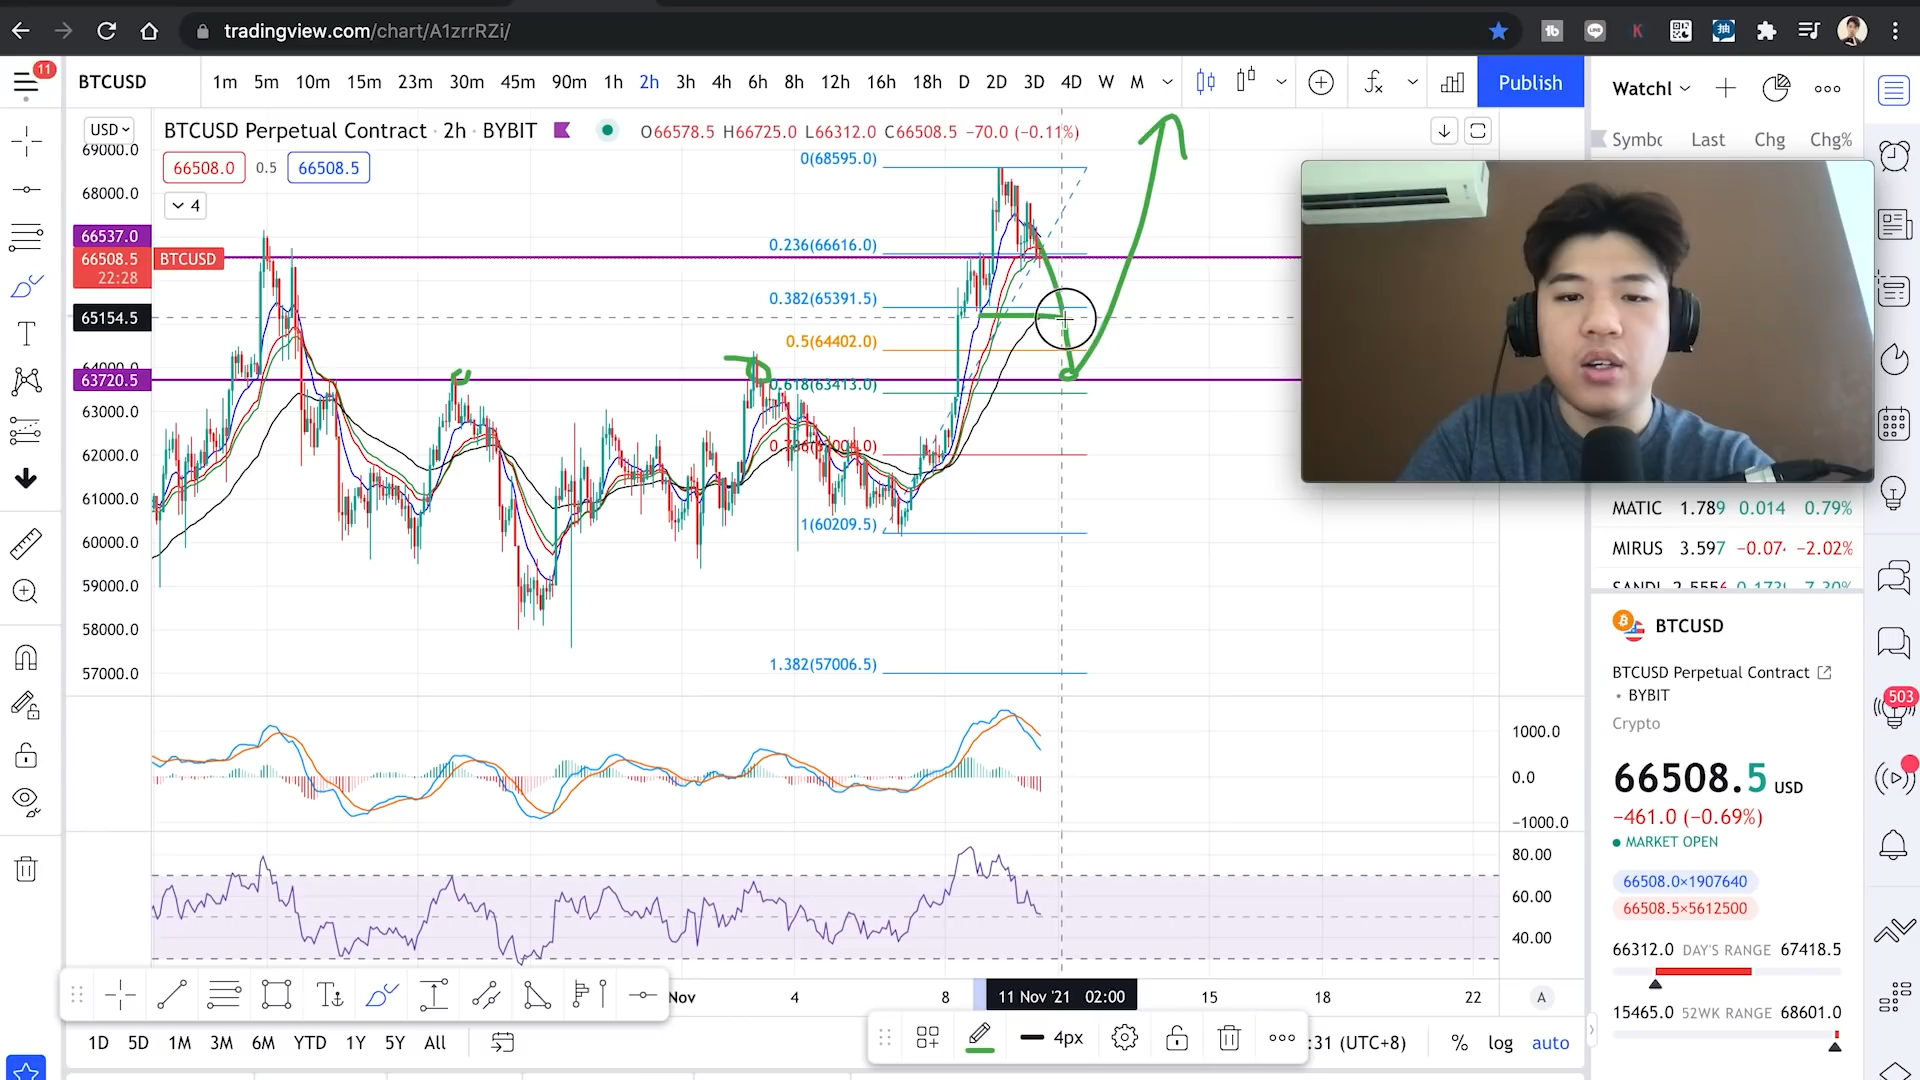 tradingview.com/chart/A1zrrRZi/
11
BTCUSD
1m 5m 10m 15m 23m 30m 45m 90m 1h 2h 3h 4h 6h 8h 12h 16h 18h D 2D 3D 4D W M
Publish
Watchl
USD
BTCUSD Perpetual Contract · 2h · BYBIT
O66578.5 H66725.0 L66312.0 C66508.5 −70.0 (−0.11%)
Last Chg Chg%
66508.0 0.5 66508.5
4
69000.0
68000.0
66537.0
66508.5
22:28
BTCUSD
65154.5
64000.0
63720.5
63000.0
62000.0
61000.0
60000.0
59000.0
58000.0
57000.0
0(68595.0)
0.236(66616.0)
0.382(65391.5)
0.5(64402.0)
0.618(63413.0)
1(60209.5)
1.382(57006.5)
MATIC 1.789 0.014 0.79%
MIRUS 3.597 −0.07 −2.02%
BTCUSD
BTCUSD Perpetual Contract
• BYBIT
Crypto
503
66508.5 USD
−461.0 (−0.69%)
MARKET OPEN
66508.0×1907640
66508.5×5612500
66312.0 DAY'S RANGE 67418.5
15465.0 52WK RANGE 68601.0
1000.0
0.0
−1000.0
80.00
60.00
40.00
Nov 4 8 11 Nov '21 02:00 15 18 22
A
1D 5D 1M 3M 6M YTD 1Y 5Y All
4px
:31 (UTC+8) % log auto